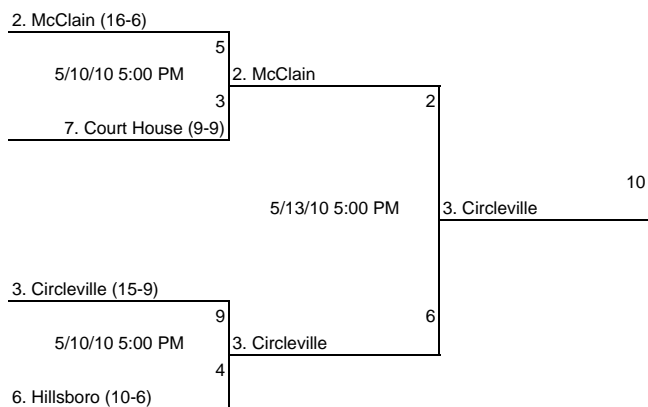 2. McClain (16-6)
5
5/10/10 5:00 PM
2. McClain
3
2
7. Court House (9-9)
10
5/13/10 5:00 PM
3. Circleville
3. Circleville (15-9)
9
6
5/10/10 5:00 PM
3. Circleville
4
6. Hillsboro (10-6)